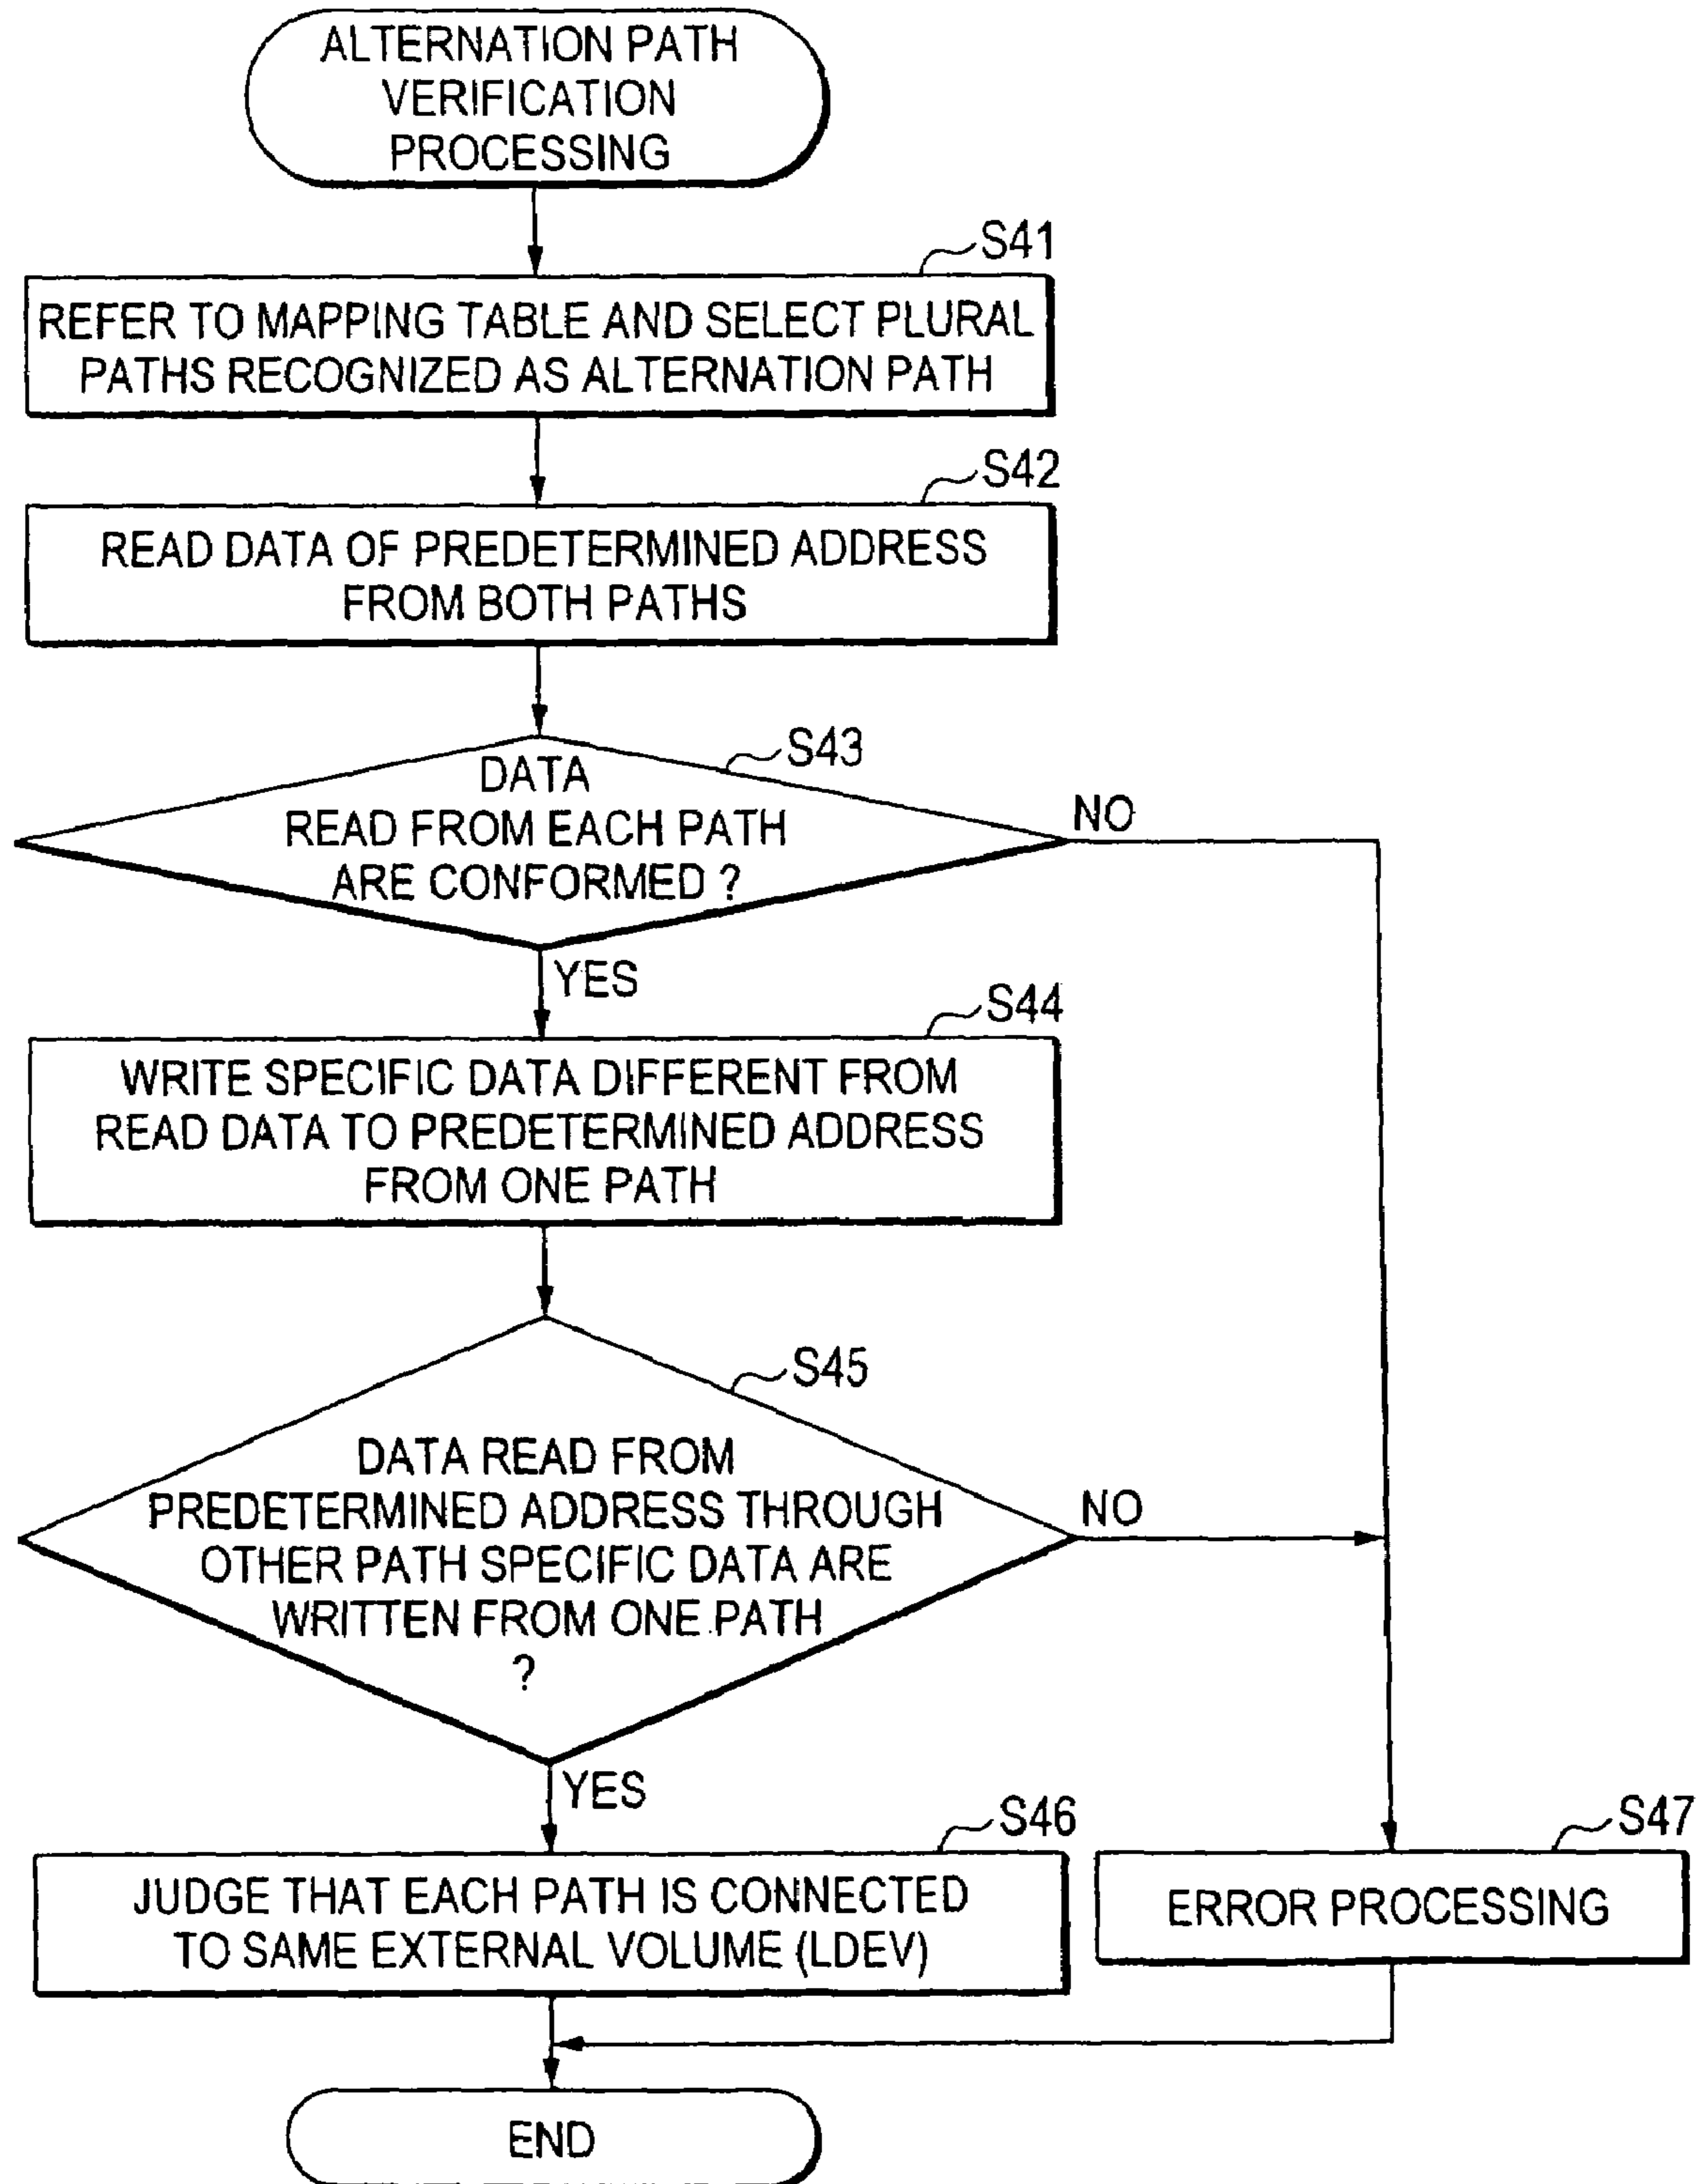 ALTERNATION PATH
VERIFICATION
PROCESSING
S41
REFER TO MAPPING TABLE AND SELECT PLURAL
PATHS RECOGNIZED AS ALTERNATION PATH
S42
READ DATA OF PREDETERMINED ADDRESS
FROM BOTH PATHS
S43
DATA
READ FROM EACH PATH
ARE CONFORMED ?
NO
YES
S44
WRITE SPECIFIC DATA DIFFERENT FROM
READ DATA TO PREDETERMINED ADDRESS
FROM ONE PATH
S45
DATA READ FROM
PREDETERMINED ADDRESS THROUGH
OTHER PATH SPECIFIC DATA ARE
WRITTEN FROM ONE PATH
?
NO
YES
S46
JUDGE THAT EACH PATH IS CONNECTED
TO SAME EXTERNAL VOLUME (LDEV)
S47
ERROR PROCESSING
END